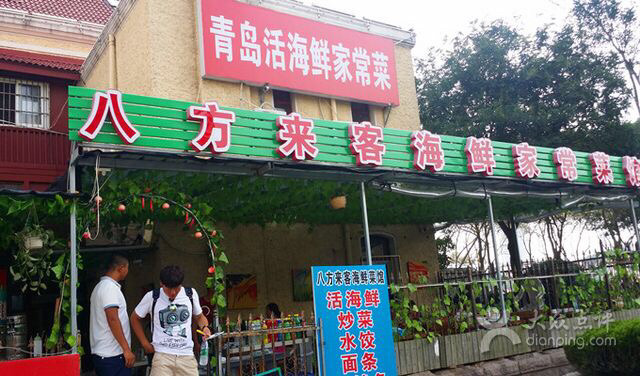 青岛活海鲜家常菜
八方来客海鲜家常菜馆
八方来客海鲜菜馆
活海鲜
炒菜
水饺
面条
大众点评
dianping.com